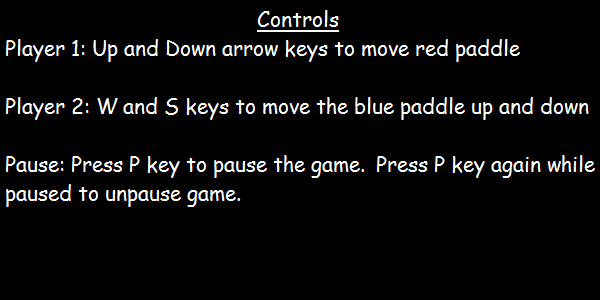 Controls
Player 1: Up and Down arrow keys to move red paddle
Player 2: W and S keys to move the blue paddle up and down
Pause: Press P key to pause the game.  Press P key again while
paused to unpause game.